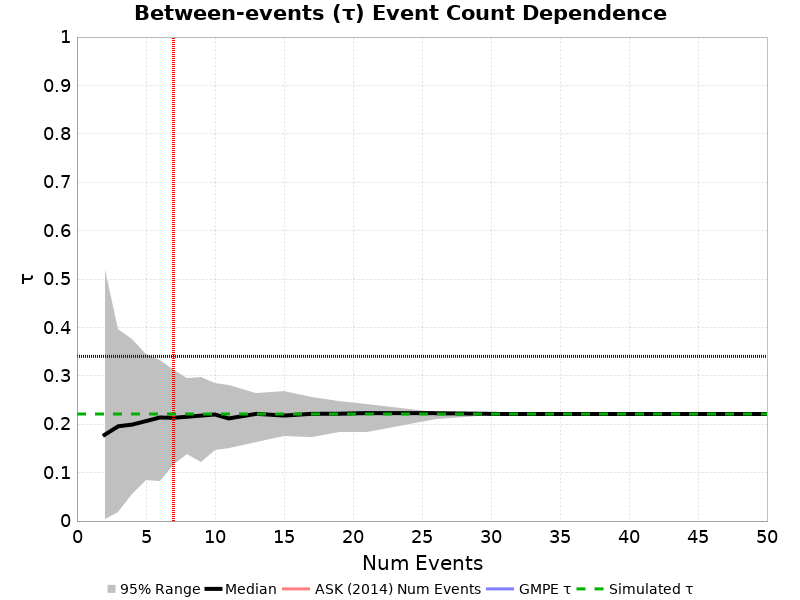 Between-events (τ) Event Count Dependence
1
0.9
0.8
0.7
0.6
0.5
0.4
0.3
0.2
0.1
0
τ
0 5 10 15 20 25 30 35 40 45 50
Num Events
95% Range Median ASK (2014) Num Events GMPE τ Simulated τ